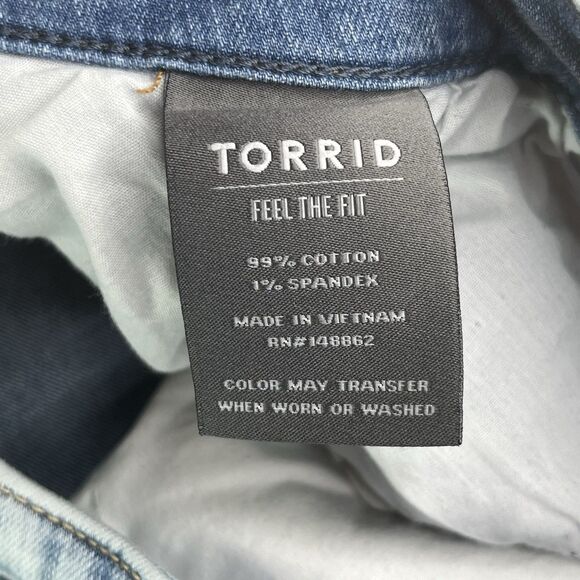 TORRID
FEEL THE FIT
99% COTTON
1% SPANDEX
MADE IN VIETNAM
RN#148862
COLOR MAY TRANSFER
WHEN WORN OR WASHED